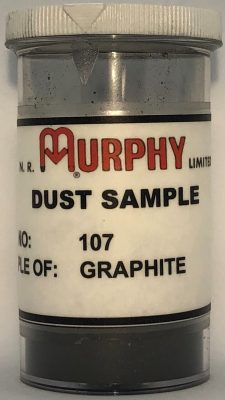 N. R. MURPHY LIMITED
®
DUST SAMPLE
NO: 107
PLE OF: GRAPHITE